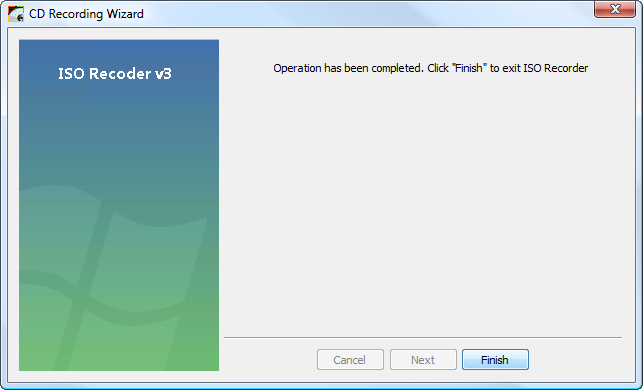 CD Recording Wizard
ISO Recoder v3
Operation has been completed. Click "Finish" to exit ISO Recorder
Cancel
Next
Finish